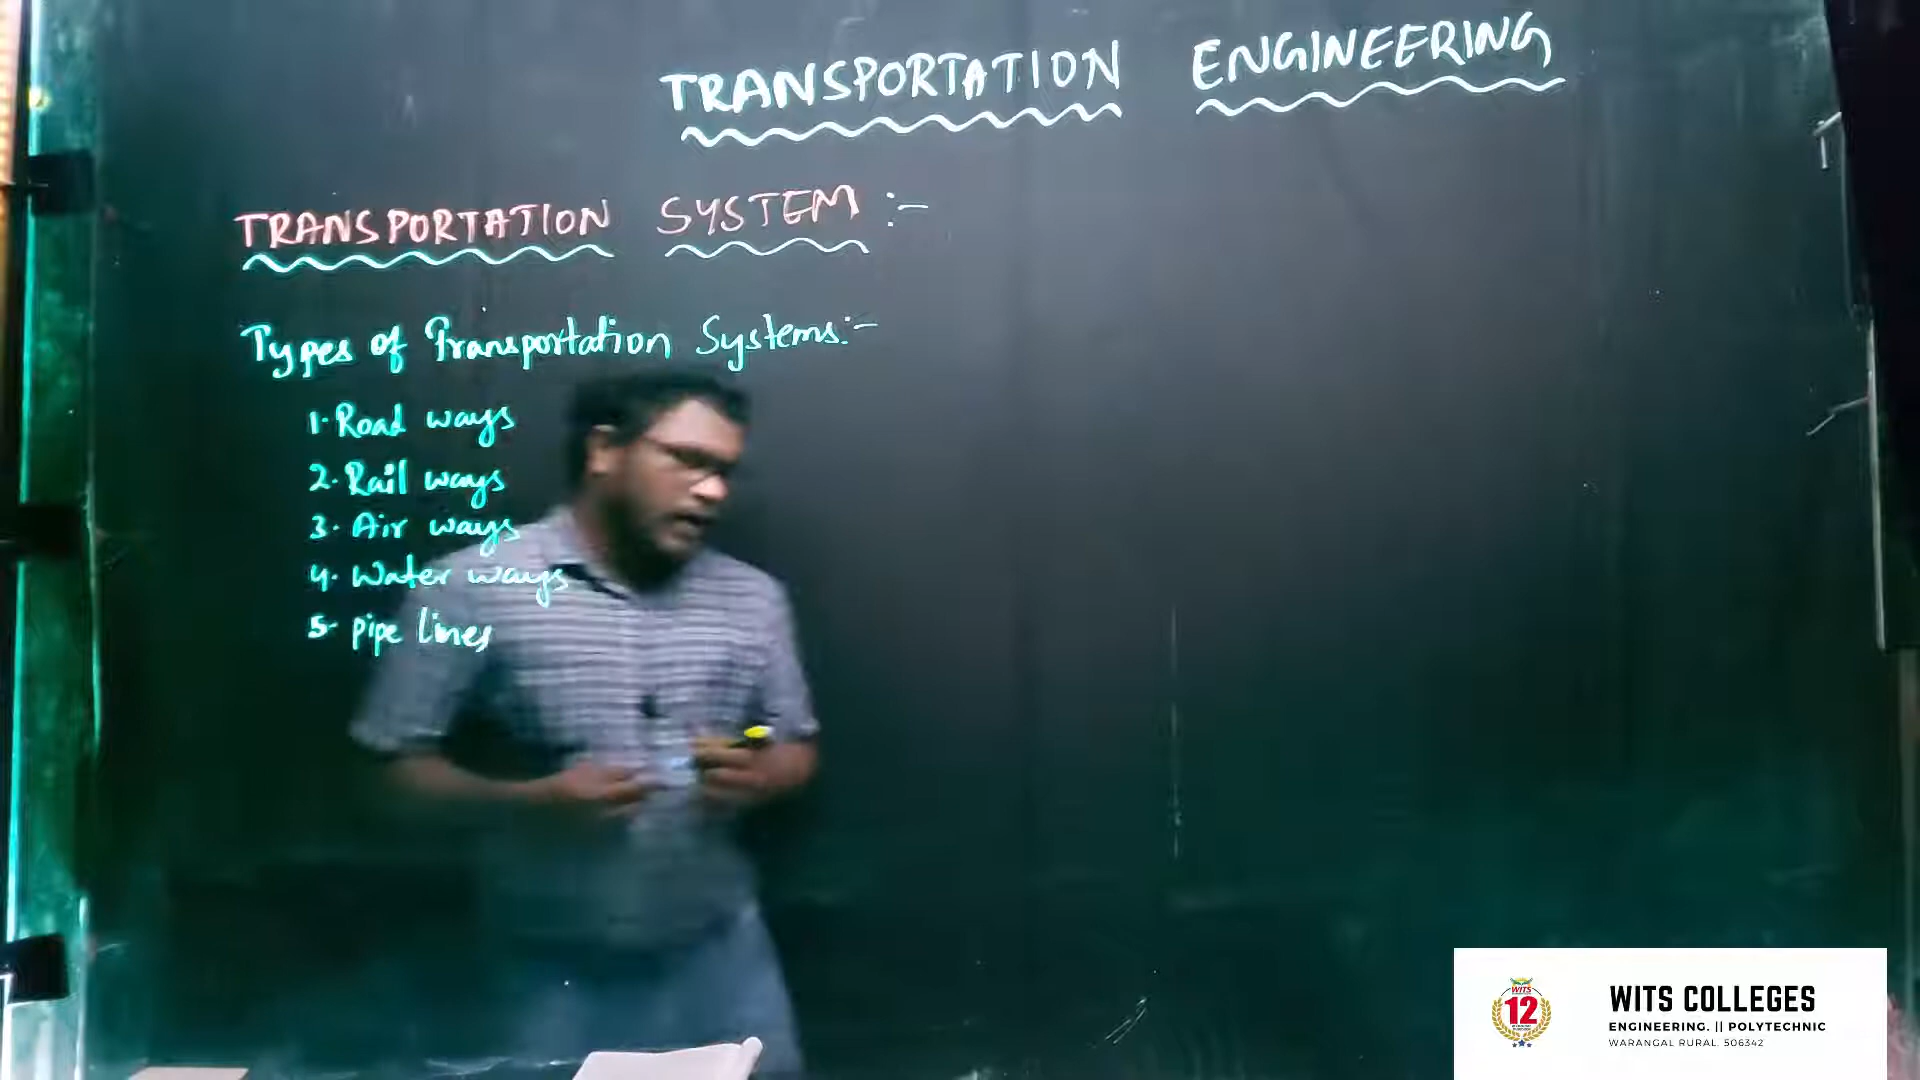 TRANSPORTATION ENGINEERING
TRANSPORTATION SYSTEM :-
Types of Transportation Systems:-
1. Road ways
2. Rail ways
3. Air ways
4. Water ways
5. Pipe lines
WITS
12
WITS COLLEGES
ENGINEERING. || POLYTECHNIC
WARANGAL RURAL. 506342